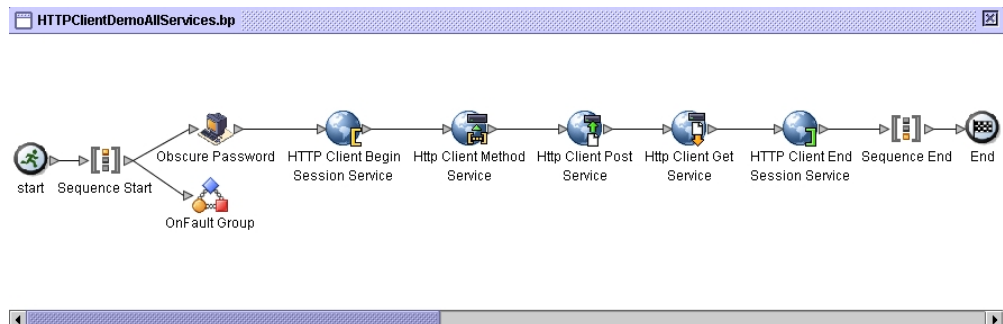 HTTPClientDemoAllServices.bp
start
Sequence Start
Obscure Password
OnFault Group
HTTP Client Begin
Session Service
Http Client Method
Service
Http Client Post
Service
Http Client Get
Service
HTTP Client End
Session Service
Sequence End
End